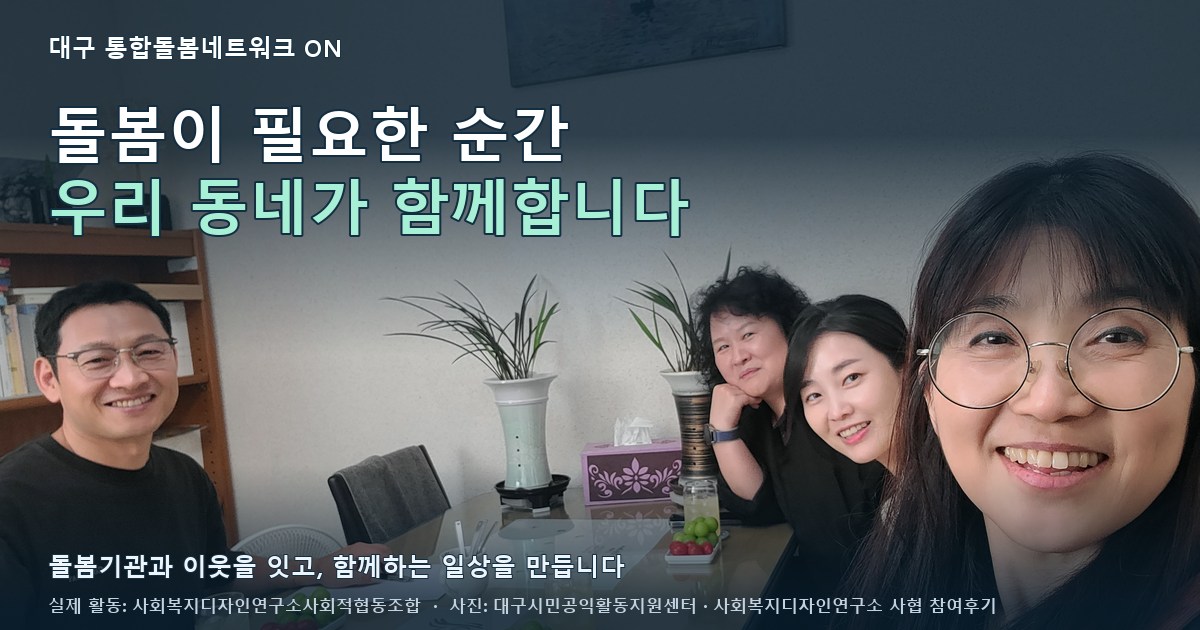 대구 통합돌봄네트워크 ON
돌봄이 필요한 순간
우리 동네가 함께합니다
돌봄기관과 이웃을 잇고, 함께하는 일상을 만듭니다
실제 활동: 사회복지디자인연구소사회적협동조합 · 사진: 대구시민공익활동지원센터 · 사회복지디자인연구소 사협 참여후기